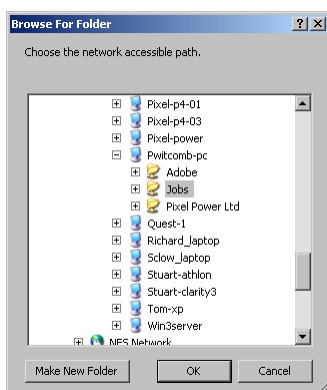 Browse For Folder
Choose the network accessible path.
Pixel-p4-01
Pixel-p4-03
Pixel-power
Pwitcomb-pc
Adobe
Jobs
Pixel Power Ltd
Quest-1
Richard_laptop
Sclow_laptop
Stuart-athlon
Stuart-clarity3
Tom-xp
Win3server
NFS Network
Make New Folder
OK
Cancel